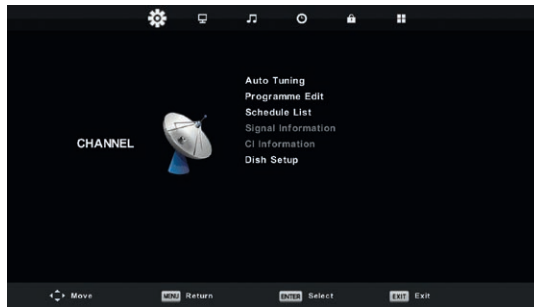 Auto Tuning
Programme Edit
Schedule List
Signal Information
CHANNEL
CI Information
Dish Setup
Move MENU Return ENTER Select EXIT Exit